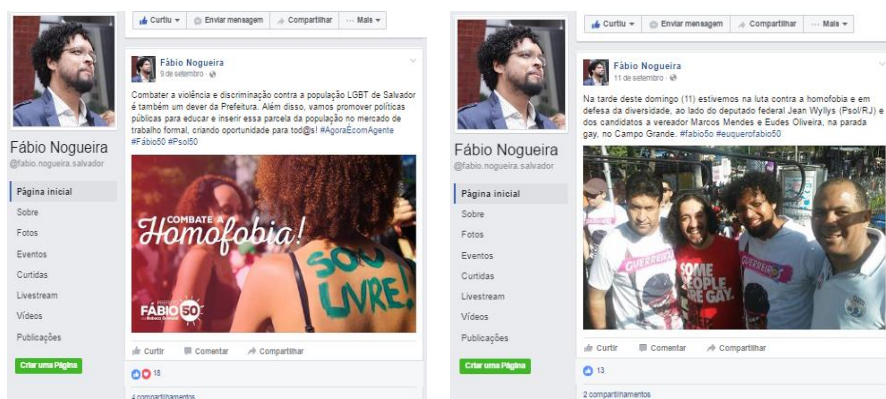 Curtiu
Enviar mensagem
Compartilhar
Mais
Fábio Nogueira
9 de setembro
Combater a violência e discriminação contra a população LGBT de Salvador
é também um dever da Prefeitura. Além disso, vamos promover políticas
públicas para educar e inserir essa parcela da população no mercado de
trabalho formal, criando oportunidade para tod@s! #AgoraÉcomAgente
#Fábio50 #Psol50
Fábio Nogueira
@fabio.nogueira.salvador
Página inicial
Sobre
Fotos
Eventos
Curtidas
Livestream
Vídeos
Publicações
Criar uma Página
COMBATE A
Homofobia!
SOU
LIVRE!
PREFEITO
FÁBIO 50
Curtir
Comentar
Compartilhar
18
4 compartilhamentos
Curtiu
Enviar mensagem
Compartilhar
Mais
Fábio Nogueira
11 de setembro
Na tarde deste domingo (11) estivemos na luta contra a homofobia e em
defesa da diversidade, ao lado do deputado federal Jean Wyllys (Psol/RJ) e
dos candidatos a vereador Marcos Mendes e Eudes Oliveira, na parada
gay, no Campo Grande. #fabio5o #euquerofabio50
Fábio Nogueira
@fabio.nogueira.salvador
Página inicial
Sobre
Fotos
Eventos
Curtidas
Livestream
Vídeos
Publicações
Criar uma Página
GUERREIROS
SOME
PEOPLE
ARE GAY.
GUERREIROS
Curtir
Comentar
Compartilhar
13
2 compartilhamentos